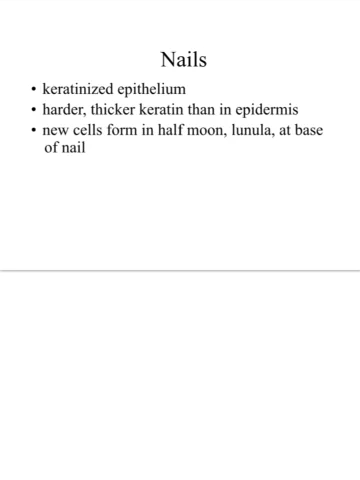 Nails
• keratinized epithelium
• harder, thicker keratin than in epidermis
• new cells form in half moon, lunula, at base
of nail